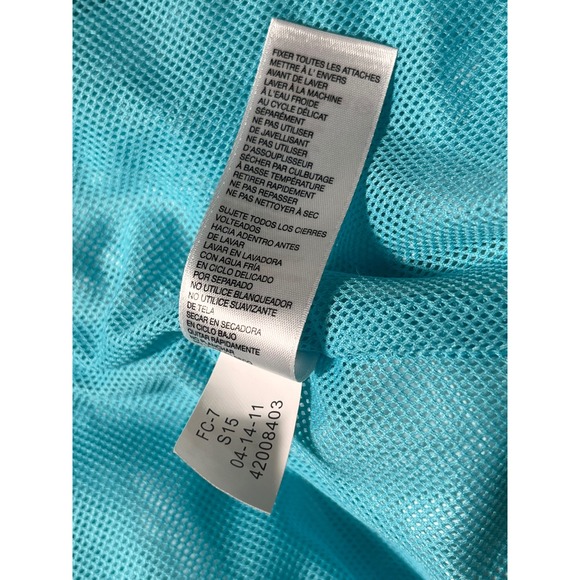 FIXER TOUTES LES ATTACHES
METTRE À L' ENVERS
AVANT DE LAVER
LAVER À LA MACHINE
À L'EAU FROIDE
AU CYCLE DÉLICAT
SÉPARÉMENT
NE PAS UTILISER
DE JAVELLISANT
NE PAS UTILISER
D'ASSOUPLISSEUR
SÉCHER PAR CULBUTAGE
À BASSE TEMPÉRATURE
RETIRER RAPIDEMENT
NE PAS REPASSER
NE PAS NETTOYER À SEC
SUJETE TODOS LOS CIERRES
VOLTEADOS
HACIA ADENTRO ANTES
DE LAVAR
LAVAR EN LAVADORA
CON AGUA FRÍA
EN CICLO DELICADO
POR SEPARADO
NO UTILICE BLANQUEADOR
NO UTILICE SUAVIZANTE
DE TELA
SECAR EN SECADORA
EN CICLO BAJO
QUITAR RÁPIDAMENTE
FC-7
S15
04-14-11
42008403